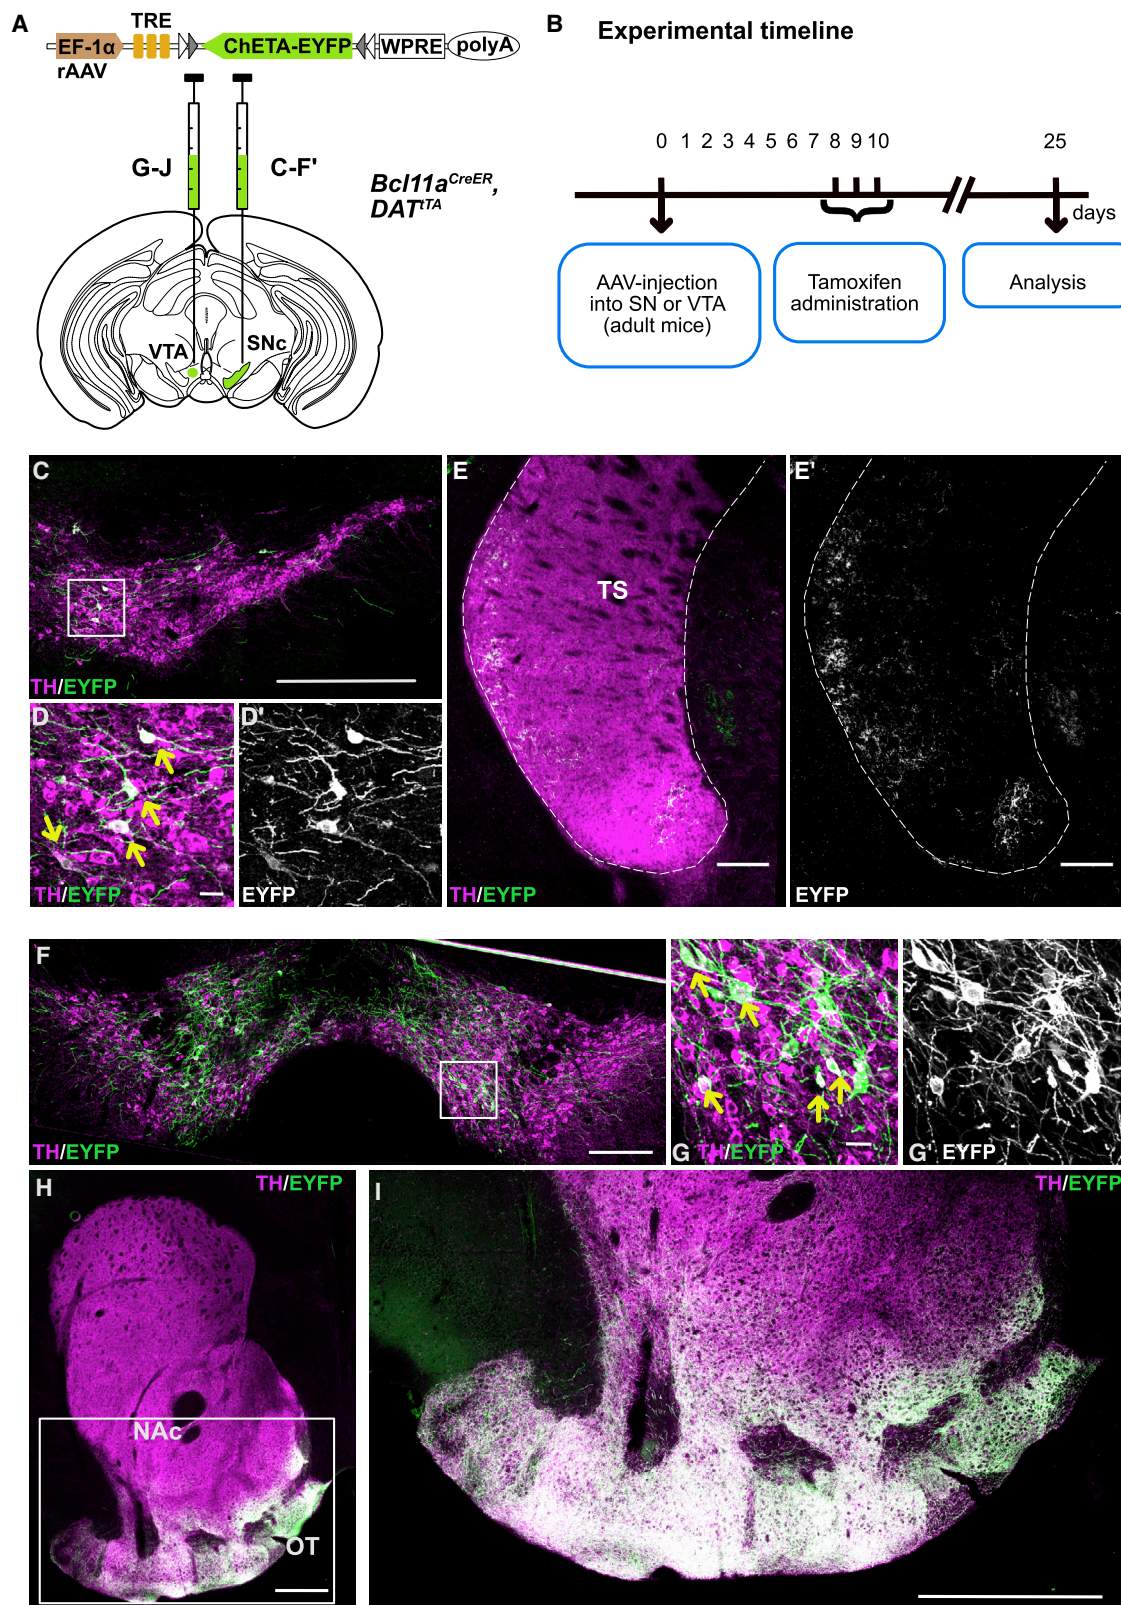 A
TRE
EF-1α
ChETA-EYFP
WPRE
polyA
rAAV
G-J
C-F'
Bcl11aCreER,
DATtTA
VTA
SNc
B
Experimental timeline
0 1 2 3 4 5 6 7 8 9 10 25
days
AAV-injection
into SN or VTA
(adult mice)
Tamoxifen
administration
Analysis
C
TH/EYFP
D
TH/EYFP
D'
EYFP
E
TS
TH/EYFP
E'
EYFP
F
TH/EYFP
G TH/EYFP
G' EYFP
H
TH/EYFP
NAc
OT
I
TH/EYFP